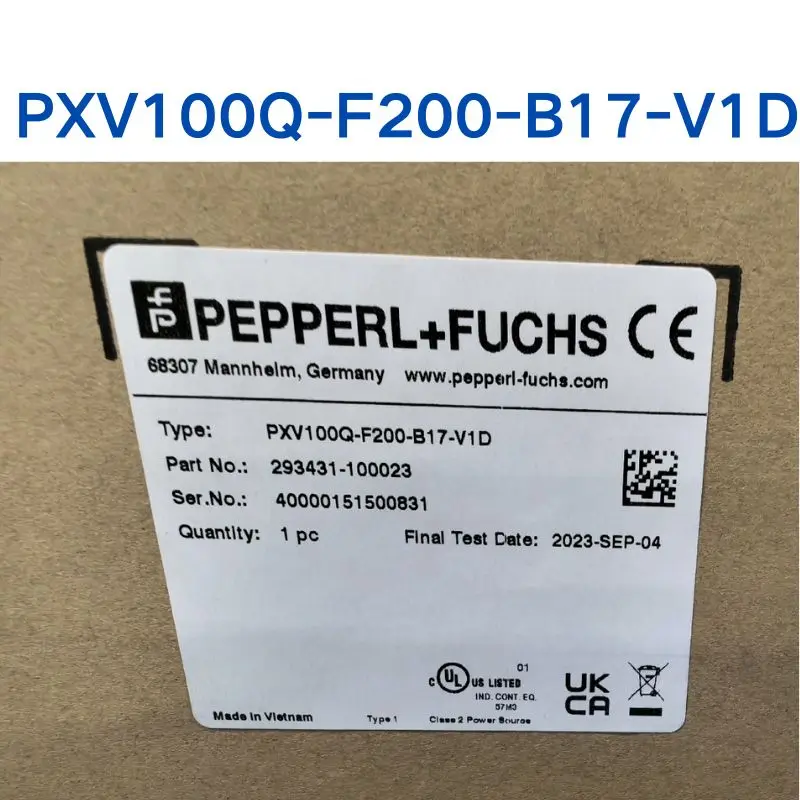 PXV100Q-F200-B17-V1D
PEPPERL+FUCHS CE
68307 Mannheim, Germany www.pepperl-fuchs.com
Type: PXV100Q-F200-B17-V1D
Part No.: 293431-100023
Ser.No.: 40000151500831
Quantity: 1 pc Final Test Date: 2023-SEP-04
01
c UL US LISTED
IND. CONT. EQ.
57M3
UK
CA
Made in Vietnam Type 1 Class 2 Power Source